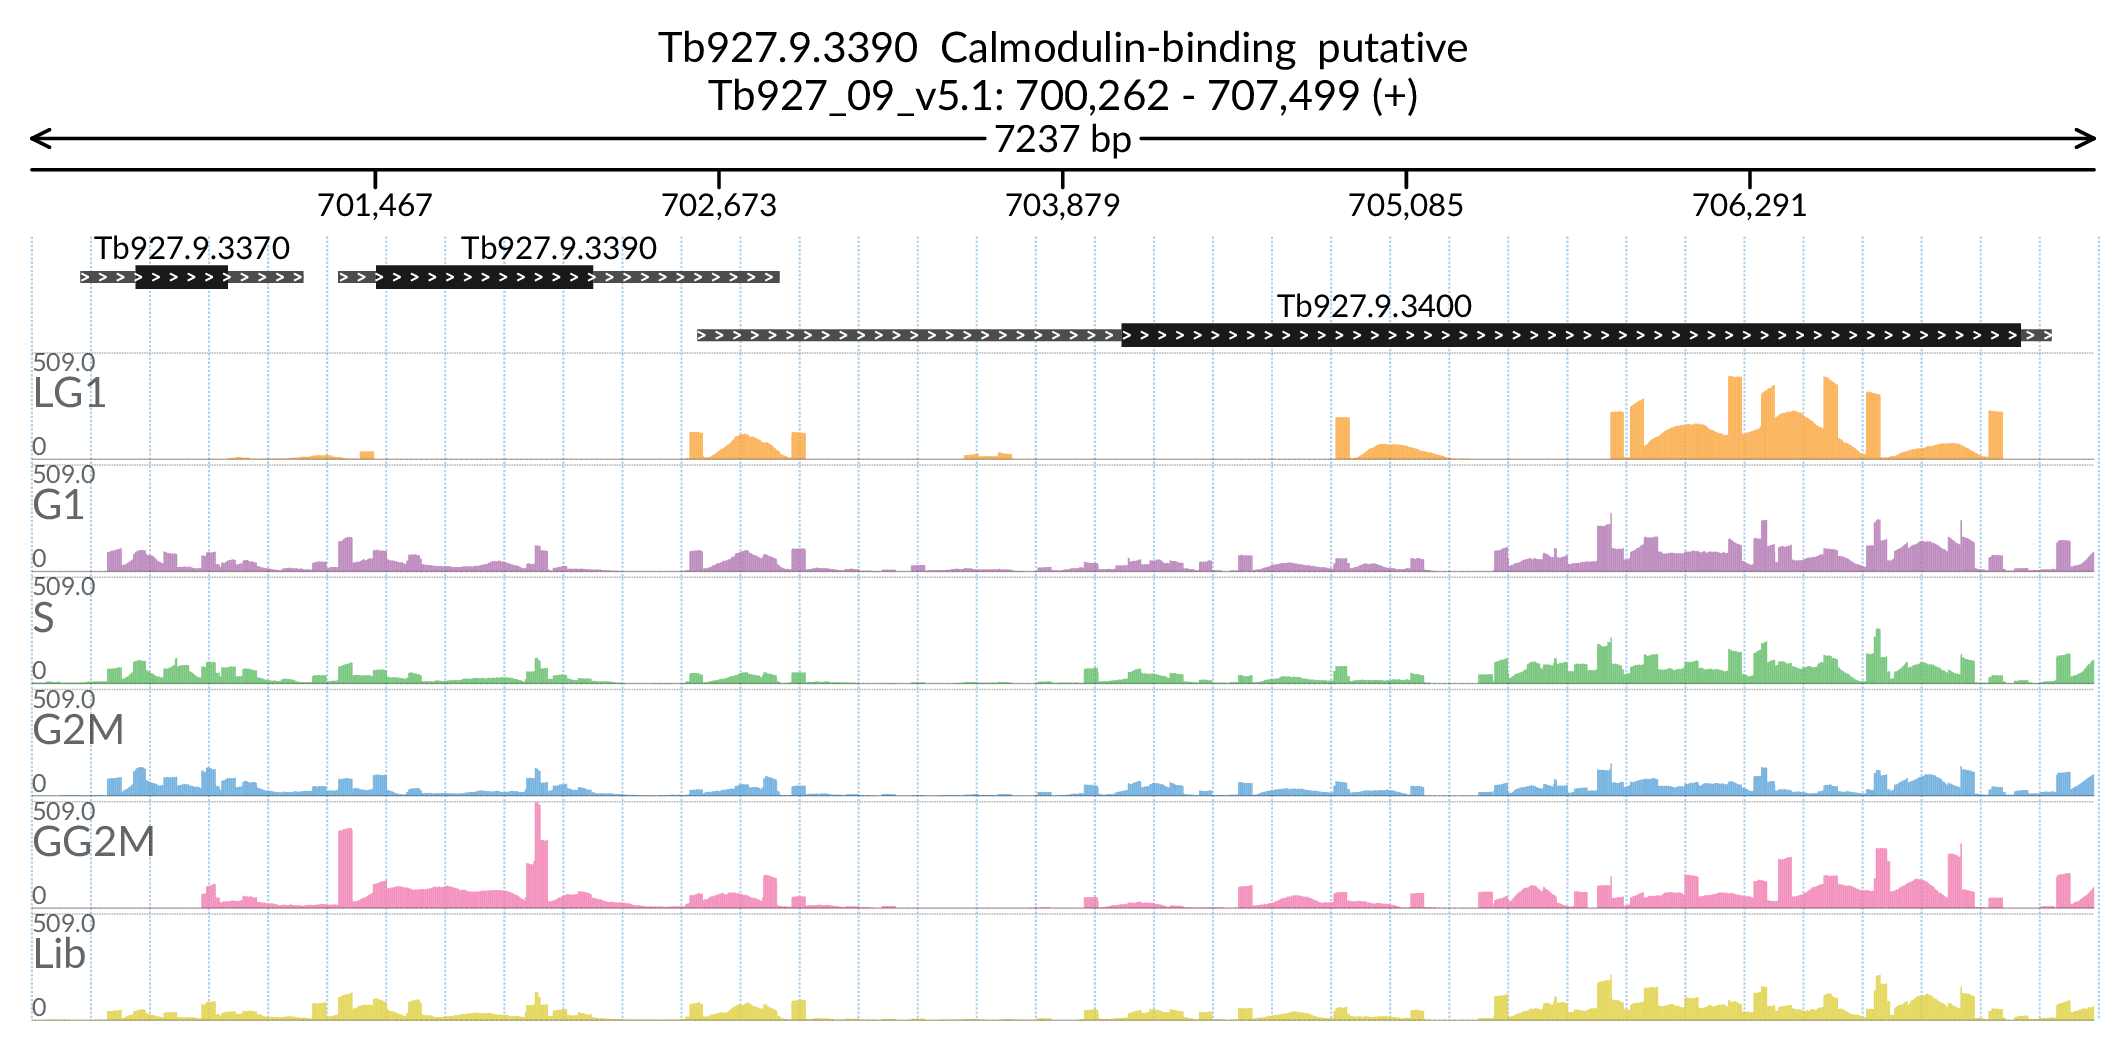 Tb927.9.3390  Calmodulin-binding  putative
Tb927_09_v5.1: 700,262 - 707,499 (+)
7237 bp
701,467 702,673 703,879 705,085 706,291
Tb927.9.3370 Tb927.9.3390
Tb927.9.3400
509.0
LG1
0
509.0
G1
0
509.0
S
0
509.0
G2M
0
509.0
GG2M
0
509.0
Lib
0